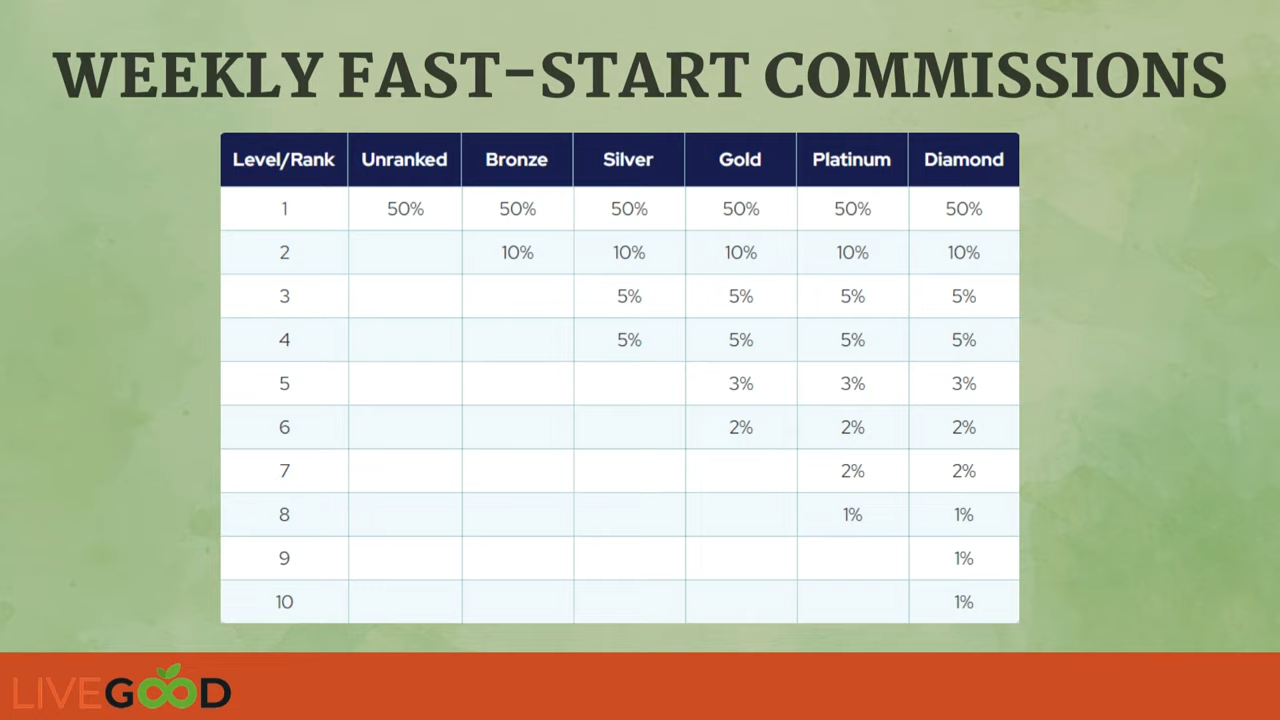 WEEKLY FAST-START COMMISSIONS
Level/Rank Unranked Bronze Silver Gold Platinum Diamond
1 50% 50% 50% 50% 50% 50%
2 10% 10% 10% 10% 10%
3 5% 5% 5% 5%
4 5% 5% 5% 5%
5 3% 3% 3%
6 2% 2% 2%
7 2% 2%
8 1% 1%
9 1%
10 1%
LIVEGOOD